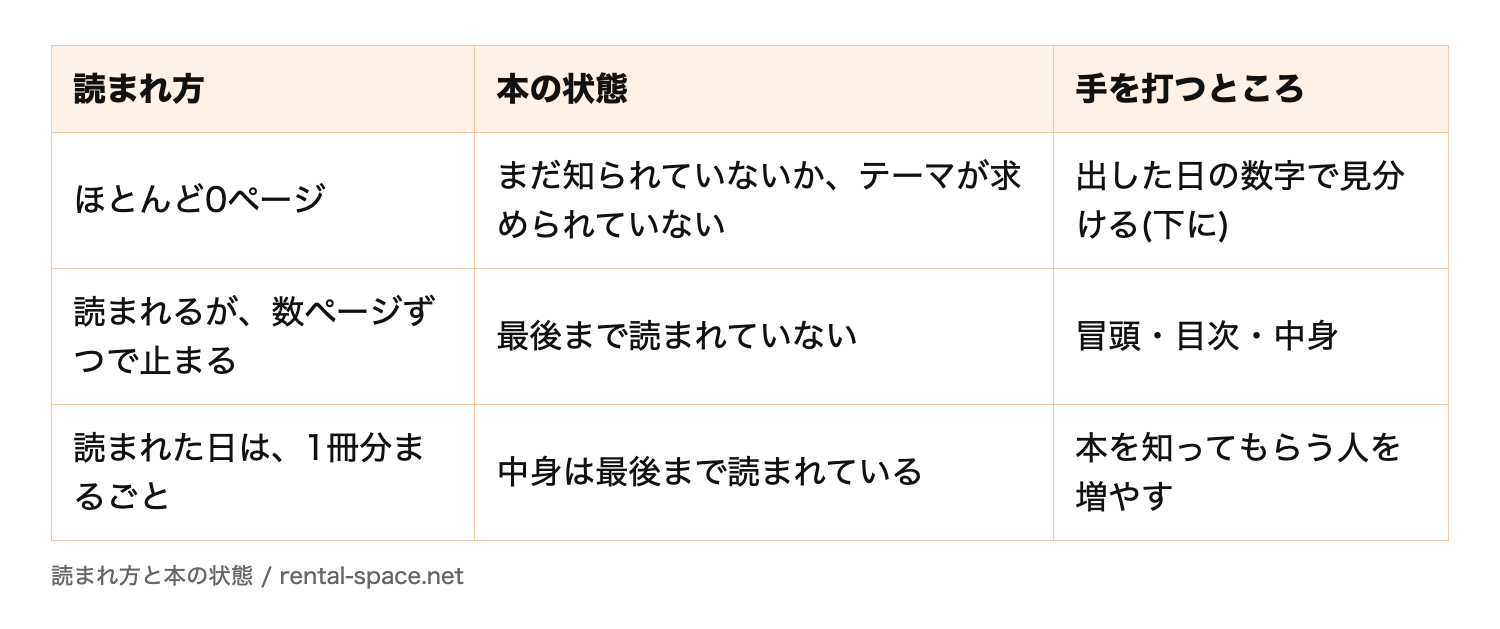 読まれ方
本の状態
手を打つところ
ほとんど0ページ
まだ知られていないか、テーマが求
められていない
出した日の数字で見分
ける(下に)
読まれるが、数ページず
つで止まる
最後まで読まれていない
冒頭・目次・中身
読まれた日は、1冊分ま
るごと
中身は最後まで読まれている
本を知ってもらう人を
増やす
読まれ方と本の状態 / rental-space.net